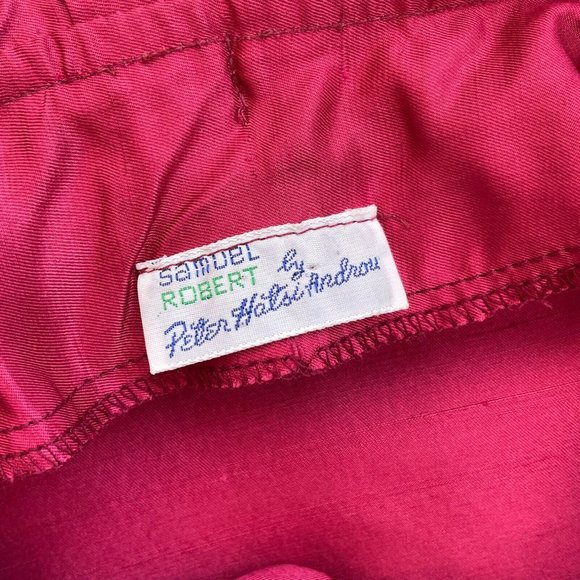 samuel by
ROBERT
Peter Hatsi Androu